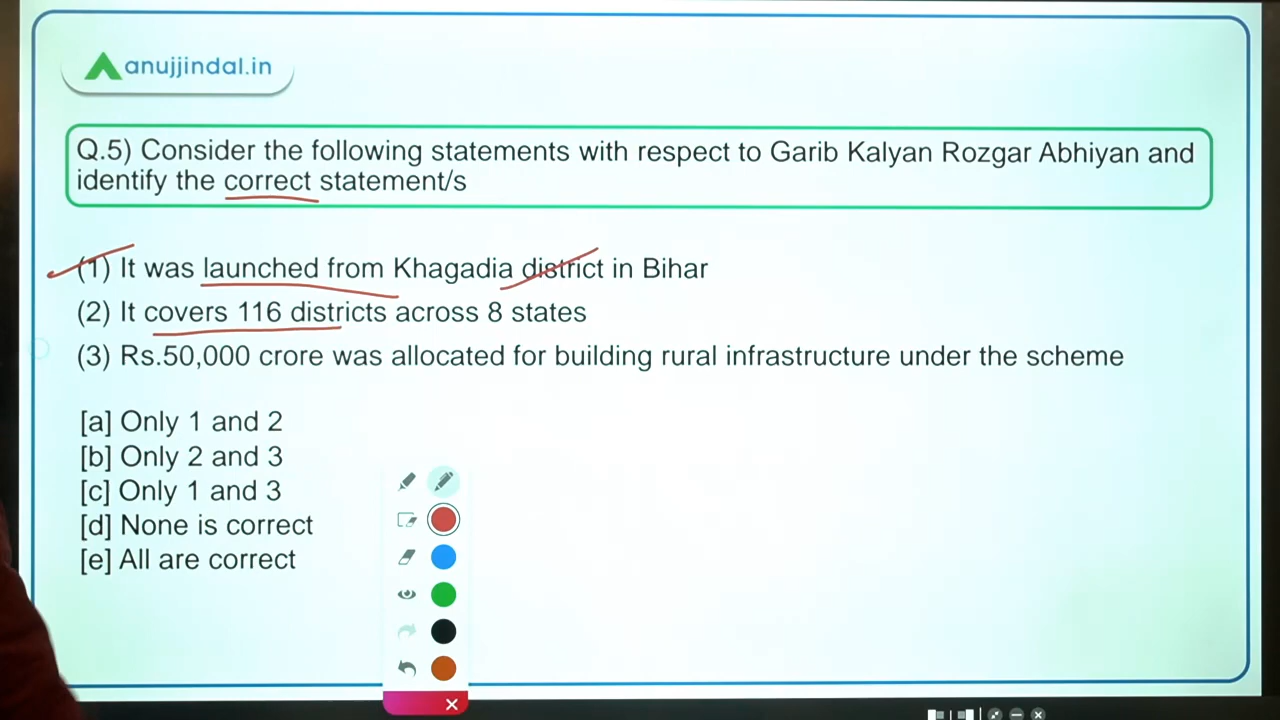 anujjindal.in
Q.5) Consider the following statements with respect to Garib Kalyan Rozgar Abhiyan and
identify the correct statement/s
(1) It was launched from Khagadia district in Bihar
(2) It covers 116 districts across 8 states
(3) Rs.50,000 crore was allocated for building rural infrastructure under the scheme
[a] Only 1 and 2
[b] Only 2 and 3
[c] Only 1 and 3
[d] None is correct
[e] All are correct